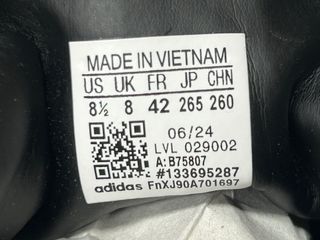 MADE IN VIETNAM
US UK FR JP CHN
8½ 8 42 265 260
06/24
LVL 029002
A: B75807
#133695287
adidas FnXJ90A701697